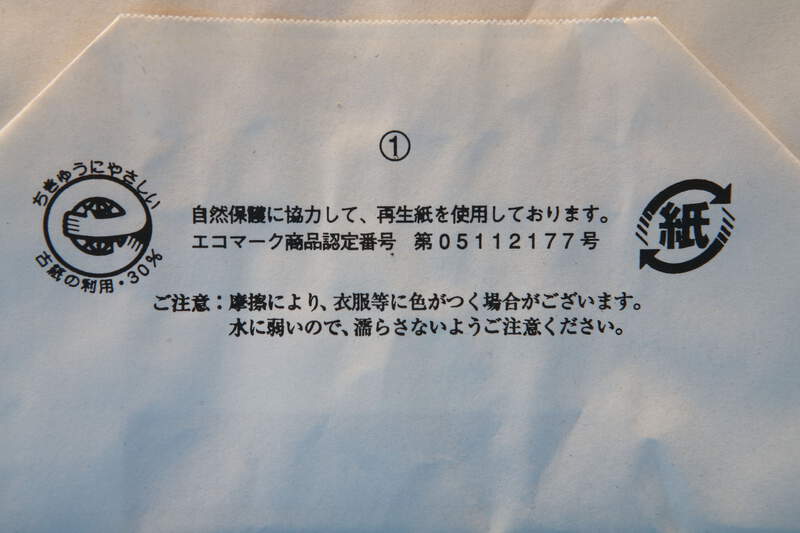 ①
ちきゅうにやさしい
古紙の利用・30%
自然保護に協力して、再生紙を使用しております。
エコマーク商品認定番号 第05112177号
紙
ご注意：摩擦により、衣服等に色がつく場合がございます。
水に弱いので、濡らさないようご注意ください。